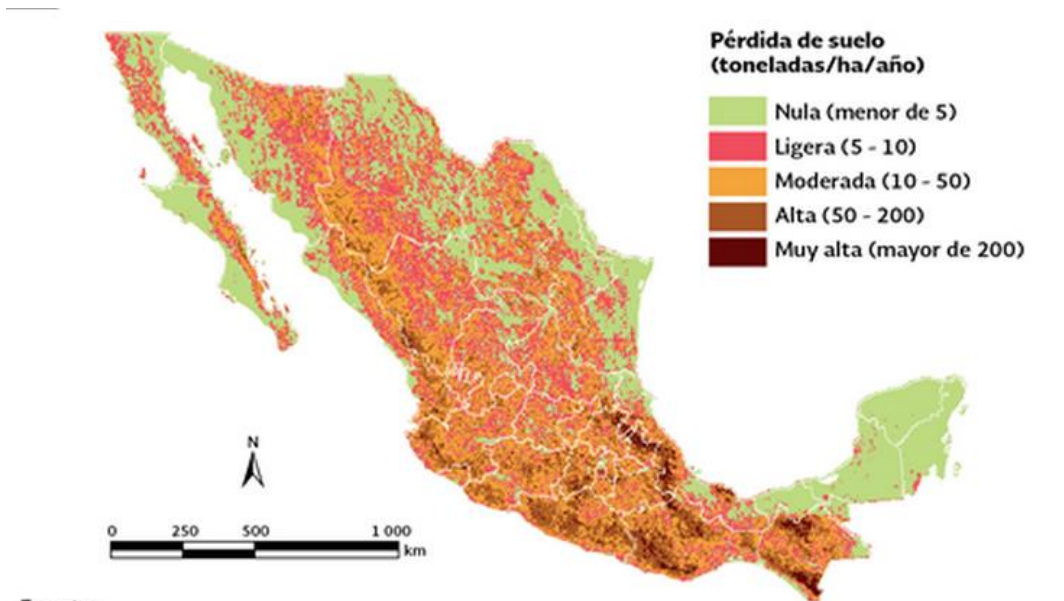 Pérdida de suelo
(toneladas/ha/año)
Nula (menor de 5)
Ligera (5 - 10)
Moderada (10 - 50)
Alta (50 - 200)
Muy alta (mayor de 200)
N
0 250 500 1 000
km